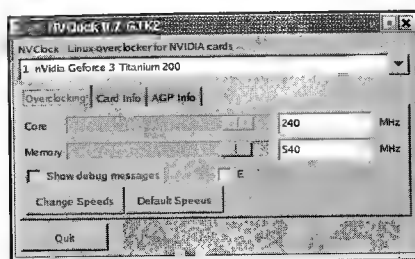 NVClock 0.7 GTK2
NVClock Linux overclocker for NVIDIA cards
1 nVidia Geforce 3 Titanium 200
Overclocking Card Info AGP Info
Core 240 MHz
Memory 540 MHz
Show debug messages E
Change Speeds Default Speeds
Quit